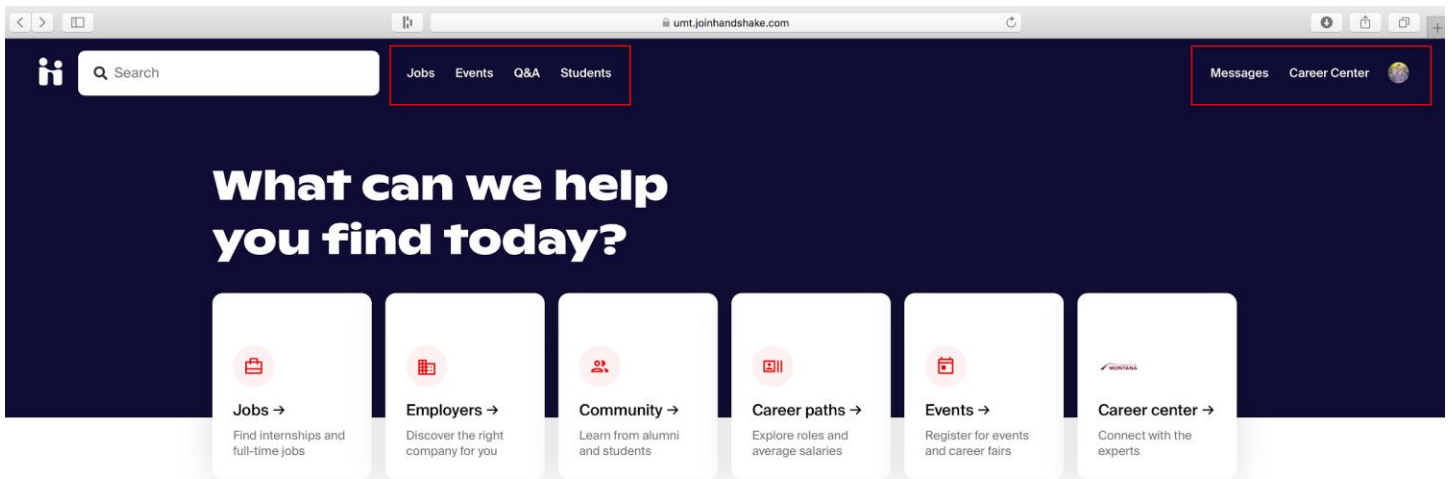 umt.joinhandshake.com
Search
Jobs Events Q&A Students
Messages Career Center
What can we help
you find today?
Jobs →
Find internships and
full-time jobs
Employers →
Discover the right
company for you
Community →
Learn from alumni
and students
Career paths →
Explore roles and
average salaries
Events →
Register for events
and career fairs
MONTANA
Career center →
Connect with the
experts